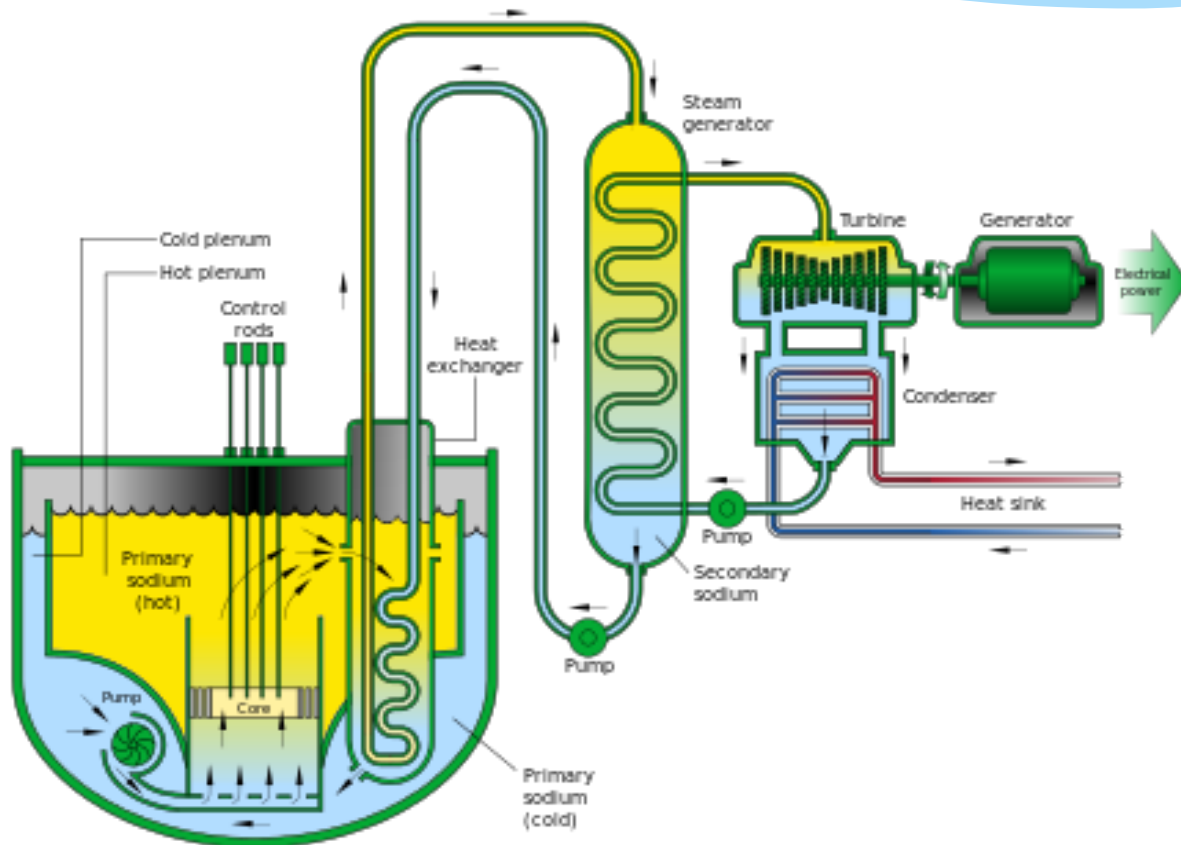 Steam
generator
Turbine
Generator
Cold plenum
Electrical
power
Hot plenum
Control
rods
Heat
exchanger
Condenser
Heat sink
Pump
Primary
sodium
(hot)
Secondary
sodium
Pump
Pump
Core
Primary
sodium
(cold)